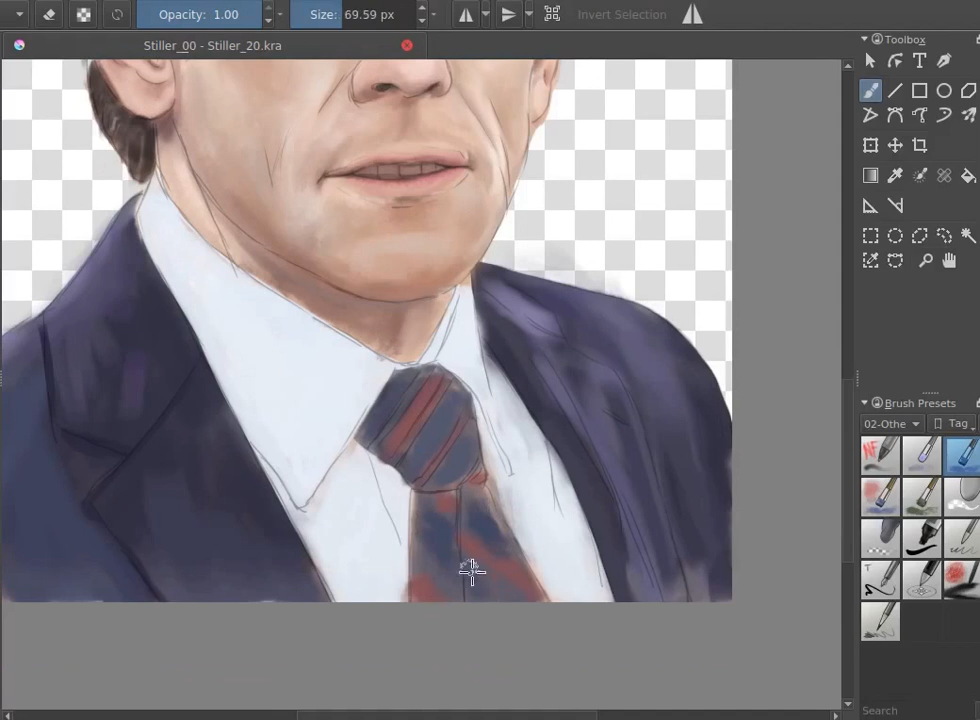 Opacity: 1.00
Size: 69.59 px
Invert Selection
Stiller_00 - Stiller_20.kra
Toolbox
T
Brush Presets
02-Othe
Tag
Search